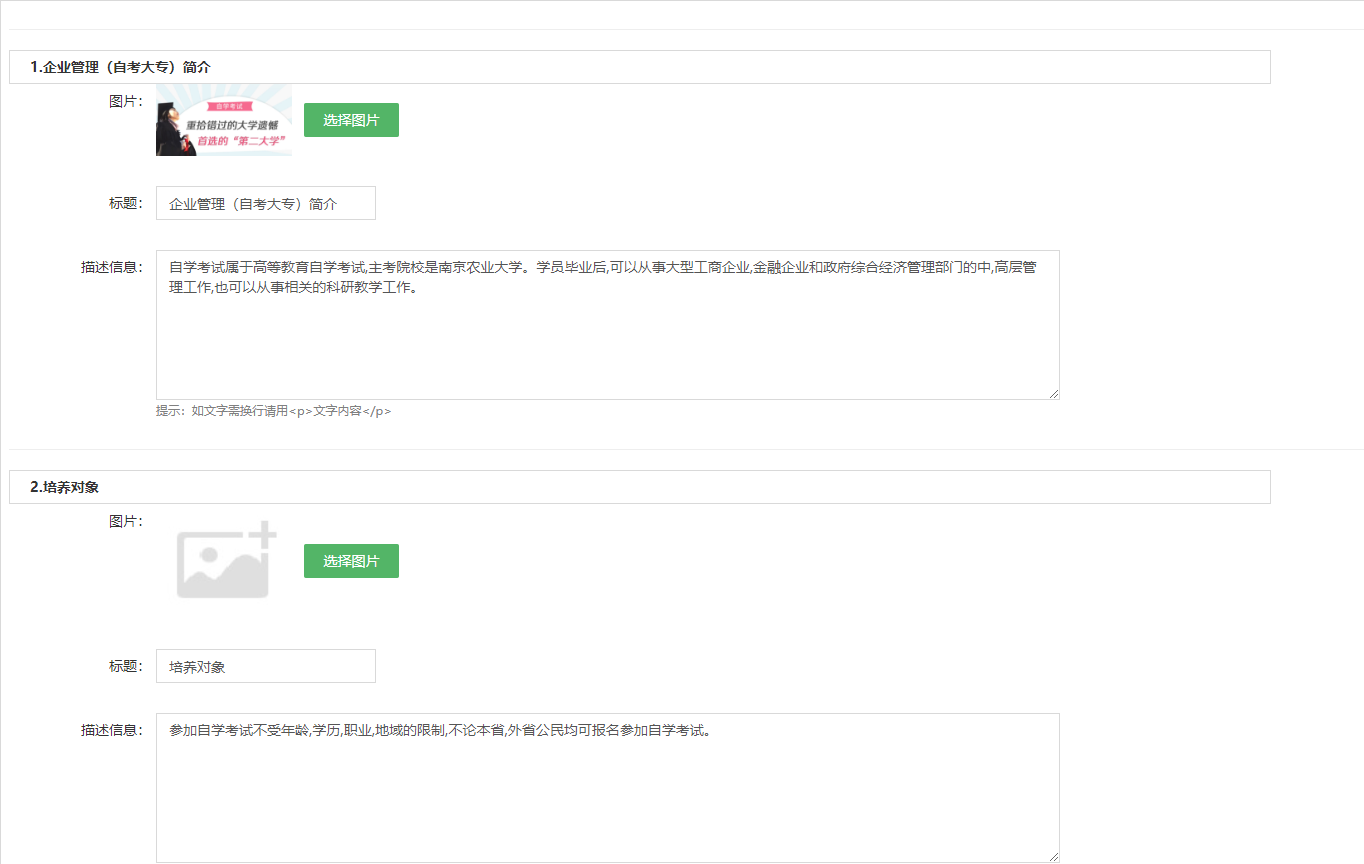 1.企业管理（自考大专）简介
图片：
自学考试
重拾错过的大学遗憾
首选的“第二大学”
选择图片
标题：
企业管理（自考大专）简介
描述信息：
自学考试属于高等教育自学考试,主考院校是南京农业大学。学员毕业后,可以从事大型工商企业,金融企业和政府综合经济管理部门的中,高层管
理工作,也可以从事相关的科研教学工作。
提示：如文字需换行请用<p>文字内容</p>
2.培养对象
图片：
选择图片
标题：
培养对象
描述信息：
参加自学考试不受年龄,学历,职业,地域的限制,不论本省,外省公民均可报名参加自学考试。